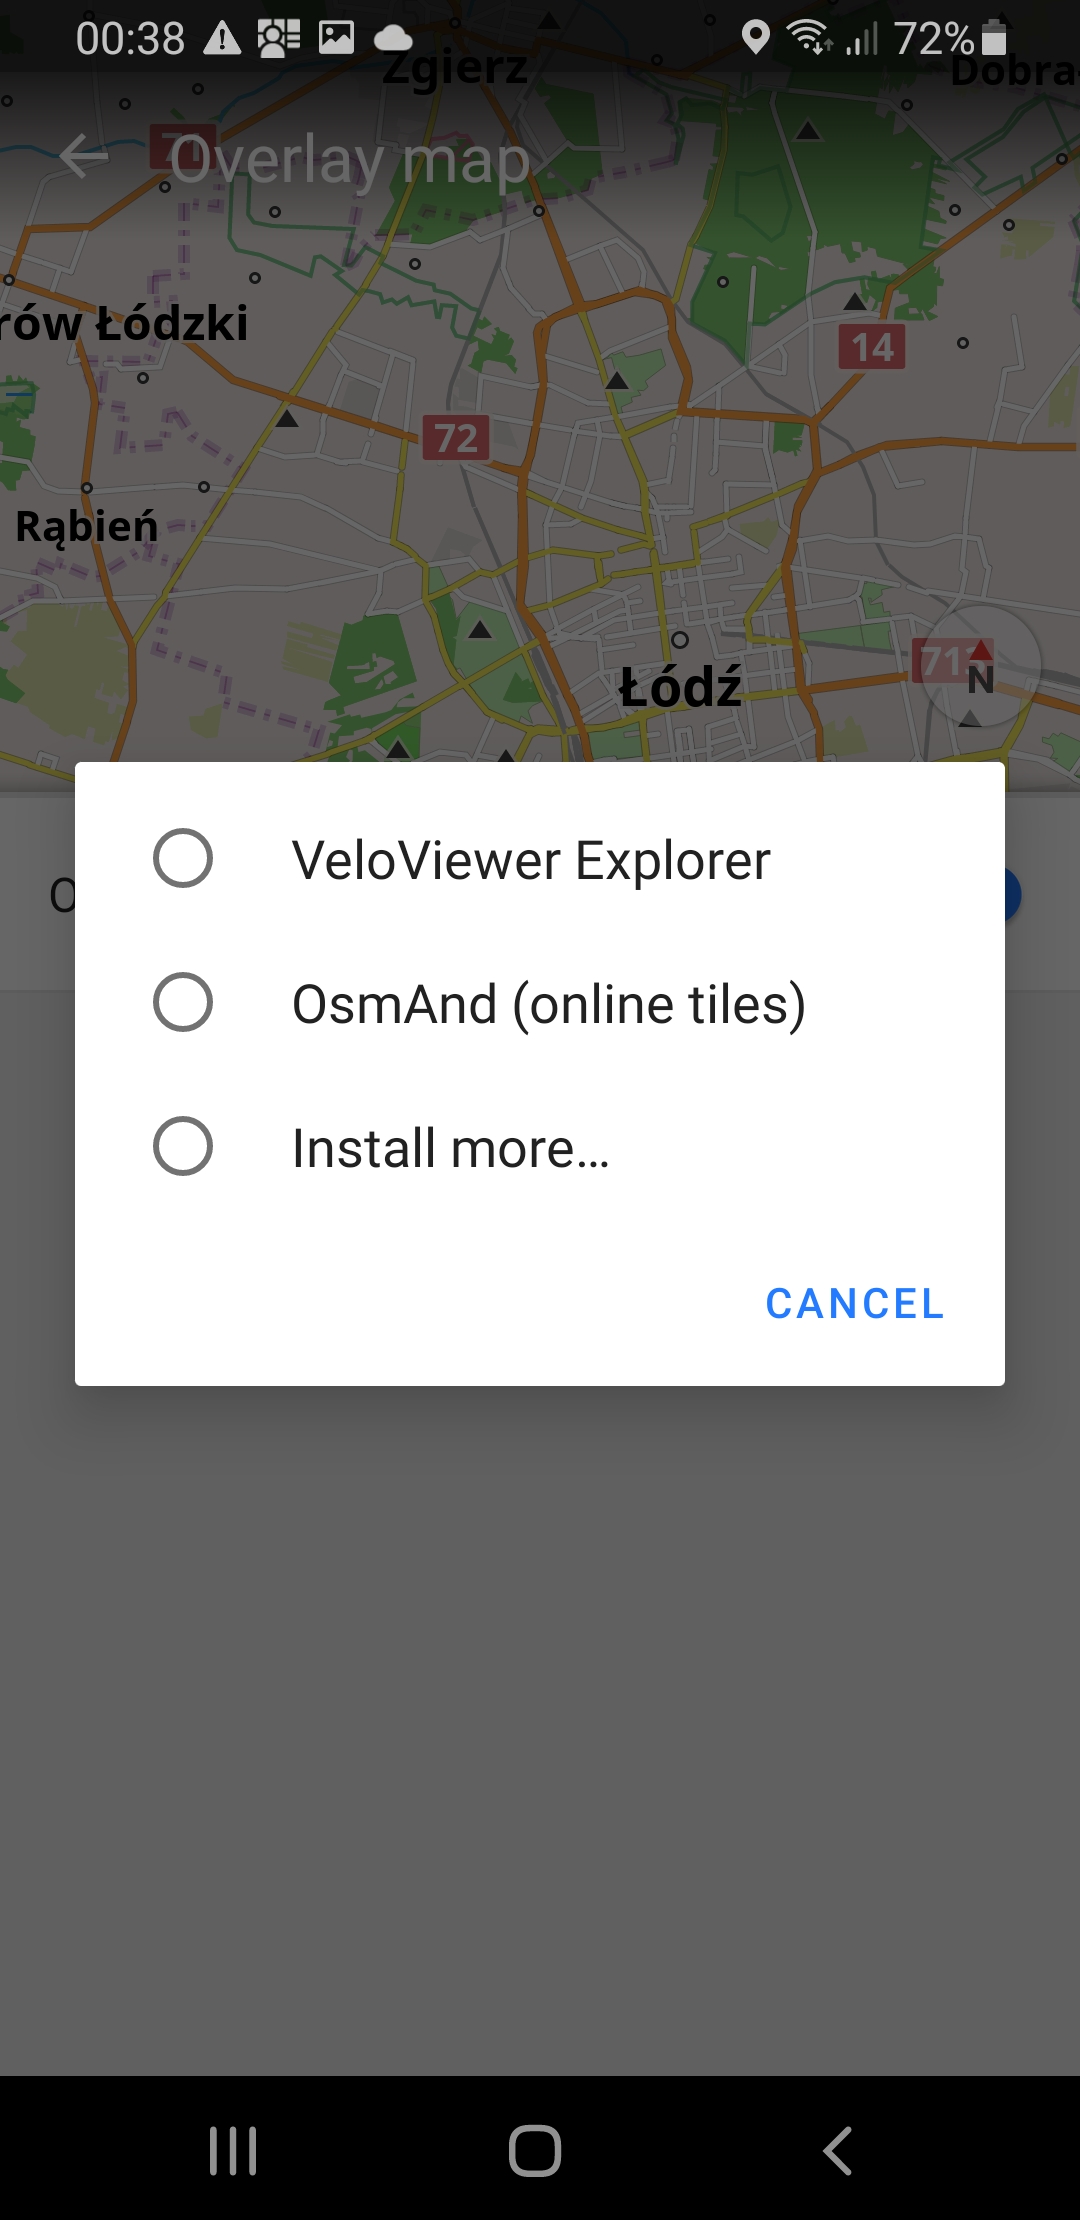 00:38
72%
Zgierz
Dobra
71
Overlay map
rów Łódzki
14
72
Rąbień
713
N
Łódź
O
VeloViewer Explorer
OsmAnd (online tiles)
Install more...
CANCEL